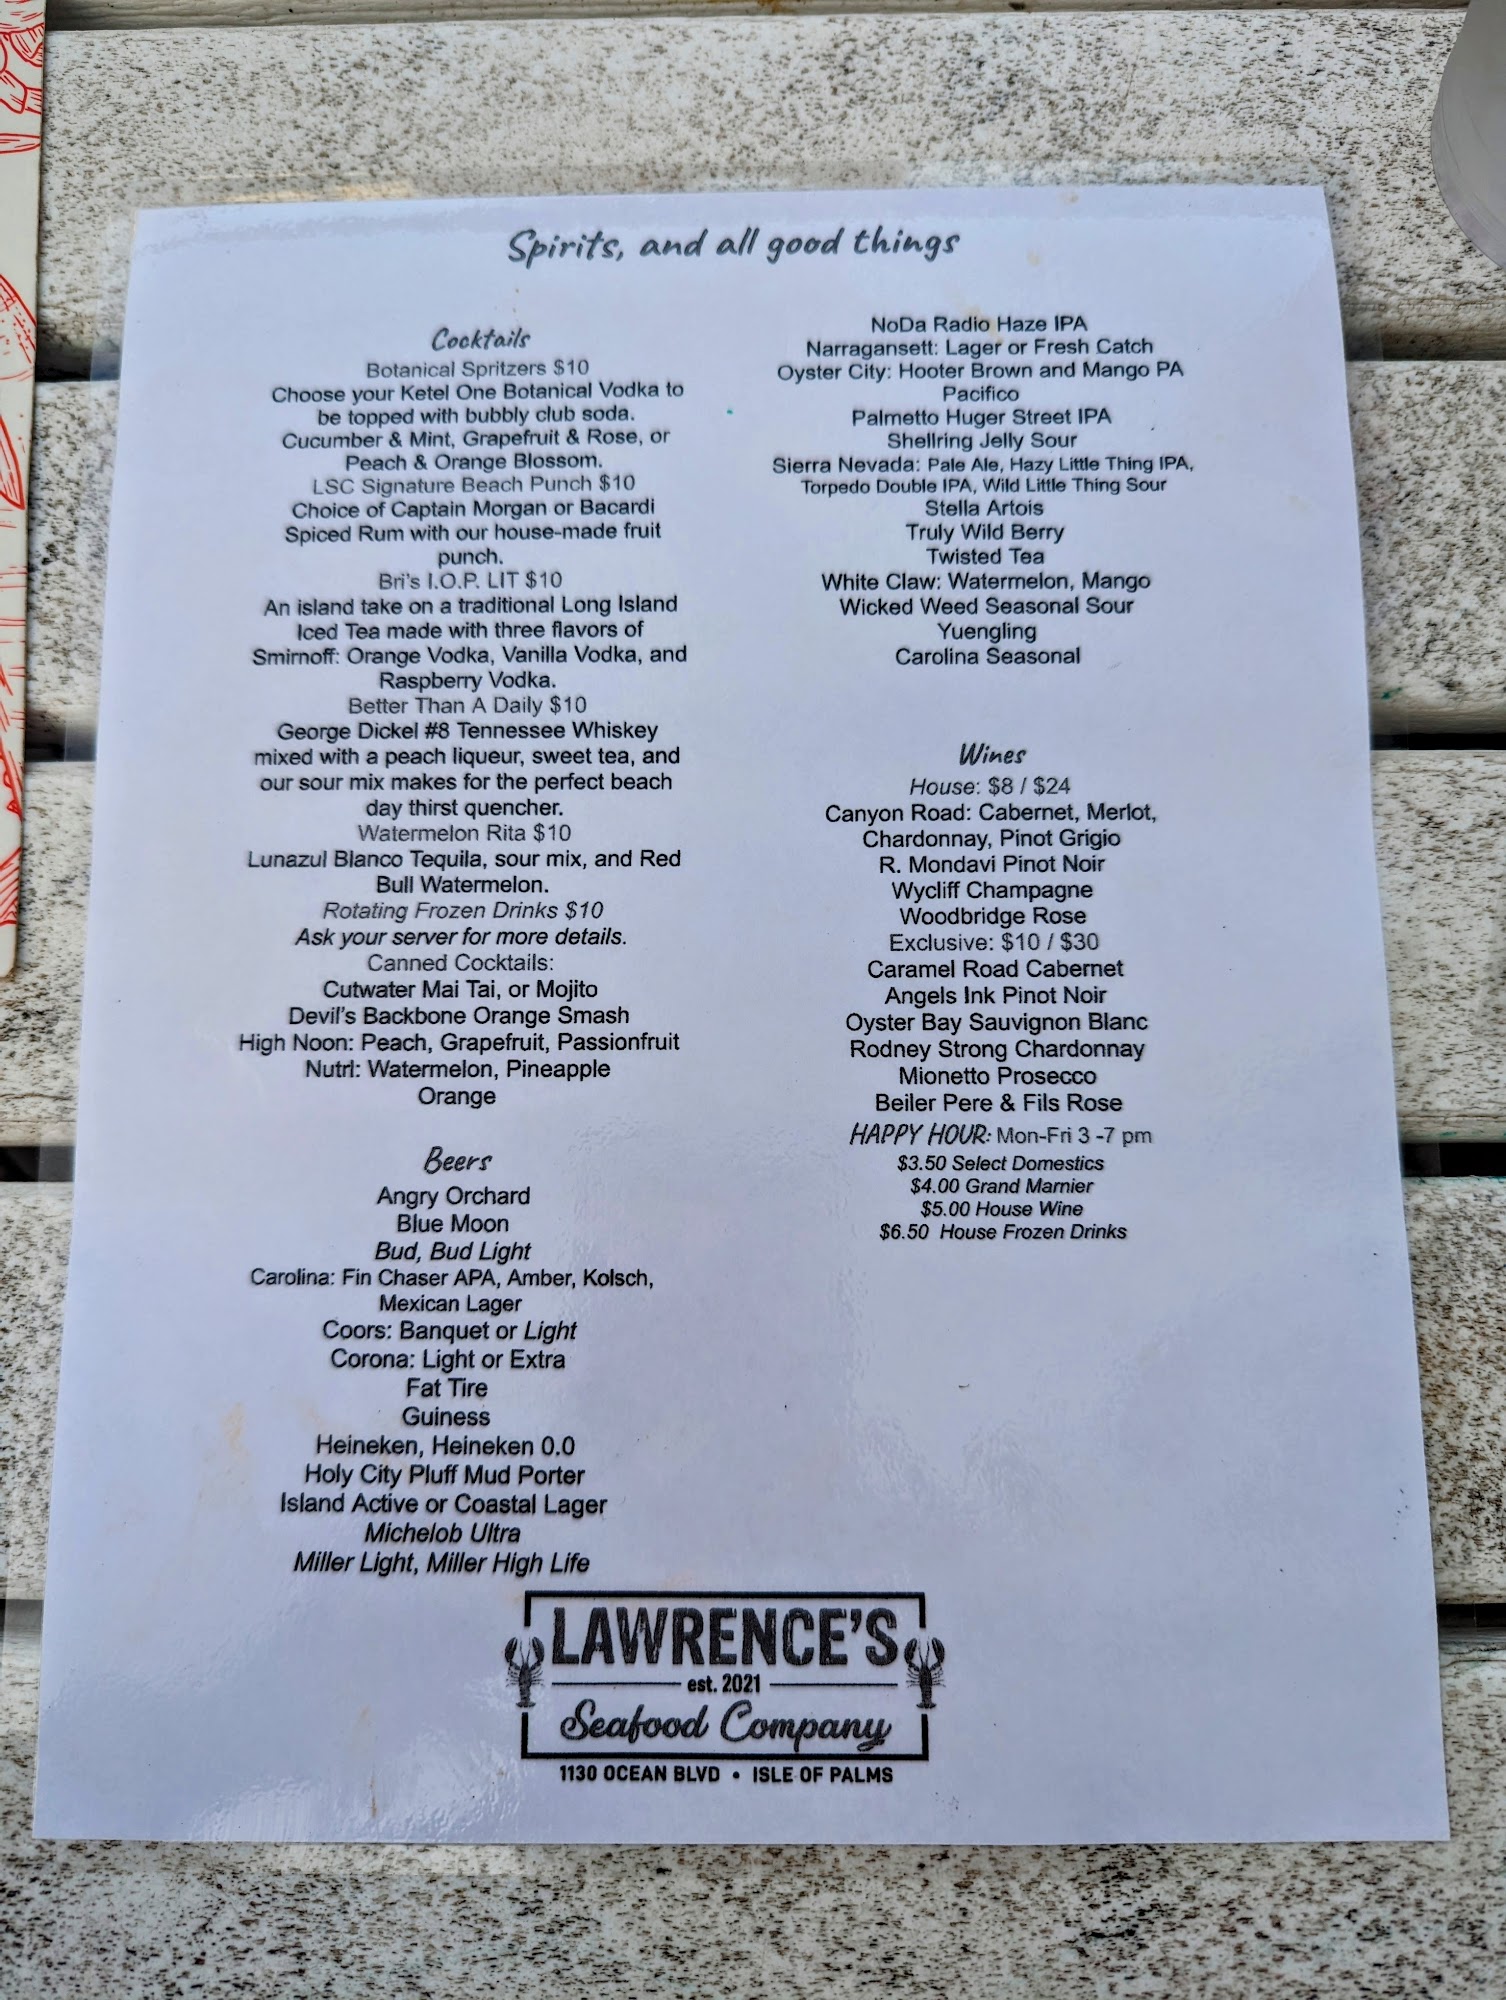 Spirits, and all good things
Cocktails
Botanical Spritzers $10
Choose your Ketel One Botanical Vodka to
be topped with bubbly club soda.
Cucumber & Mint, Grapefruit & Rose, or
Peach & Orange Blossom.
LSC Signature Beach Punch $10
Choice of Captain Morgan or Bacardi
Spiced Rum with our house-made fruit
punch.
Bri's I.O.P. LIT $10
An island take on a traditional Long Island
Iced Tea made with three flavors of
Smirnoff: Orange Vodka, Vanilla Vodka, and
Raspberry Vodka.
Better Than A Daily $10
George Dickel #8 Tennessee Whiskey
mixed with a peach liqueur, sweet tea, and
our sour mix makes for the perfect beach
day thirst quencher.
Watermelon Rita $10
Lunazul Blanco Tequila, sour mix, and Red
Bull Watermelon.
Rotating Frozen Drinks $10
Ask your server for more details.
Canned Cocktails:
Cutwater Mai Tai, or Mojito
Devil's Backbone Orange Smash
High Noon: Peach, Grapefruit, Passionfruit
Nutrl: Watermelon, Pineapple
Orange
Beers
Angry Orchard
Blue Moon
Bud, Bud Light
Carolina: Fin Chaser APA, Amber, Kolsch,
Mexican Lager
Coors: Banquet or Light
Corona: Light or Extra
Fat Tire
Guiness
Heineken, Heineken 0.0
Holy City Pluff Mud Porter
Island Active or Coastal Lager
Michelob Ultra
Miller Light, Miller High Life
NoDa Radio Haze IPA
Narragansett: Lager or Fresh Catch
Oyster City: Hooter Brown and Mango PA
Pacifico
Palmetto Huger Street IPA
Shellring Jelly Sour
Sierra Nevada: Pale Ale, Hazy Little Thing IPA,
Torpedo Double IPA, Wild Little Thing Sour
Stella Artois
Truly Wild Berry
Twisted Tea
White Claw: Watermelon, Mango
Wicked Weed Seasonal Sour
Yuengling
Carolina Seasonal
Wines
House: $8 / $24
Canyon Road: Cabernet, Merlot,
Chardonnay, Pinot Grigio
R. Mondavi Pinot Noir
Wycliff Champagne
Woodbridge Rose
Exclusive: $10 / $30
Caramel Road Cabernet
Angels Ink Pinot Noir
Oyster Bay Sauvignon Blanc
Rodney Strong Chardonnay
Mionetto Prosecco
Beiler Pere & Fils Rose
HAPPY HOUR: Mon-Fri 3 -7 pm
$3.50 Select Domestics
$4.00 Grand Marnier
$5.00 House Wine
$6.50 House Frozen Drinks
LAWRENCE'S
est. 2021
Seafood Company
1130 OCEAN BLVD • ISLE OF PALMS